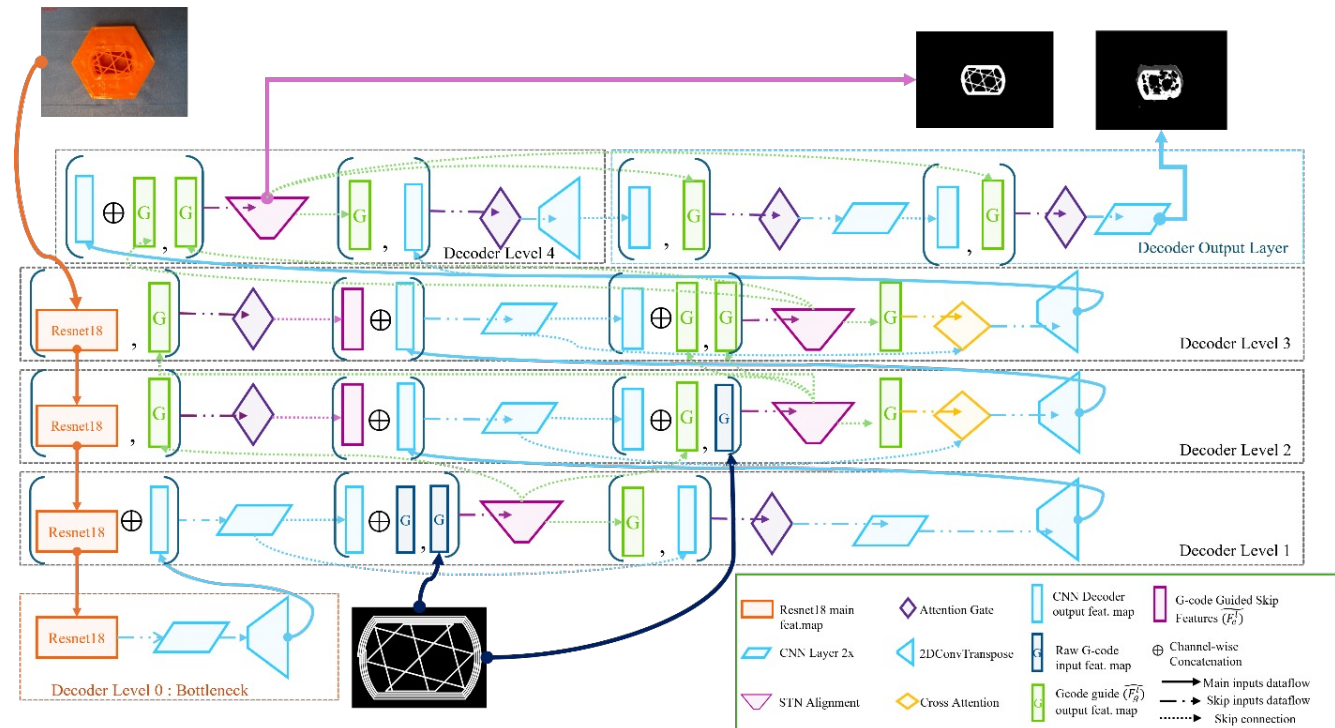 G
,
G
G
,
G
,
G
Decoder Level 4
Decoder Output Layer
Resnet18
,
G
G
,
G
G
Decoder Level 3
Resnet18
,
G
G
,
G
G
Decoder Level 2
Resnet18
G
,
G
G
,
Decoder Level 1
Resnet18
Decoder Level 0 : Bottleneck
Resnet18 main
feat.map
Attention Gate
CNN Decoder
output feat. map
G-code Guided Skip
Features
CNN Layer 2x
2DConvTranspose
G
Raw G-code
input feat. map
⊕ Channel-wise
Concatenation
STN Alignment
Cross Attention
G
Gcode guide
output feat. map
Main inputs dataflow
Skip inputs dataflow
Skip connection